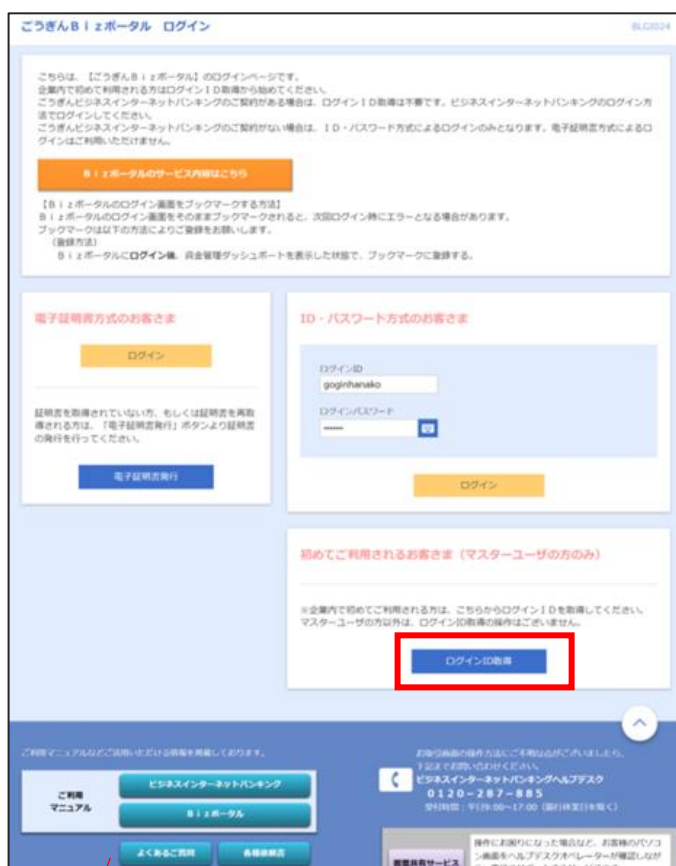 ごうぎんBizポータル ログイン
BLGI024
こちらは、【ごうぎんBizポータル】のログインページです。
企業内で初めて利用される方はログインID取得から始めてください。
ごうぎんビジネスインターネットバンキングのご契約がある場合は、ログインID取得は不要です。ビジネスインターネットバンキングのログイン方
法でログインしてください。
ごうぎんビジネスインターネットバンキングのご契約がない場合は、ID・パスワード方式によるログインのみとなります。電子証明書方式によるロ
グインはご利用いただけません。
Bizポータルのサービス内容はこちら
【Bizポータルのログイン画面をブックマークする方法】
Bizポータルのログイン画面をそのままブックマークされると、次回ログイン時にエラーとなる場合があります。
ブックマークは以下の方法によりご登録をお願いします。
（登録方法）
Bizポータルにログイン後、資金管理ダッシュボードを表示した状態で、ブックマークに登録する。
電子証明書方式のお客さま
ログイン
証明書を取得されていない方、もしくは証明書を再取
得される方は、「電子証明書発行」ボタンより証明書
の発行を行ってください。
電子証明書発行
ID・パスワード方式のお客さま
ログインID
goginhanako
ログインパスワード
ログイン
初めてご利用されるお客さま（マスターユーザの方のみ）
※企業内で初めてご利用される方は、こちらからログインIDを取得してください。
マスターユーザの方以外は、ログインID取得の操作はございません。
ログインID取得
ご利用マニュアルなどご活用いただける情報を掲載しております。
ご利用
マニュアル
ビジネスインターネットバンキング
Bizポータル
よくあるご質問
各種依頼書
お取引画面の操作方法にご不明な点がございましたら、
下記までお問い合わせください。
ビジネスインターネットバンキングヘルプデスク
0120-287-885
受付時間：平日9:00~17:00（銀行休業日を除く）
画面共有サービス
操作にお困りになった場合など、お客様のパソコ
ン画面をヘルプデスクオペレーターが確認しなが